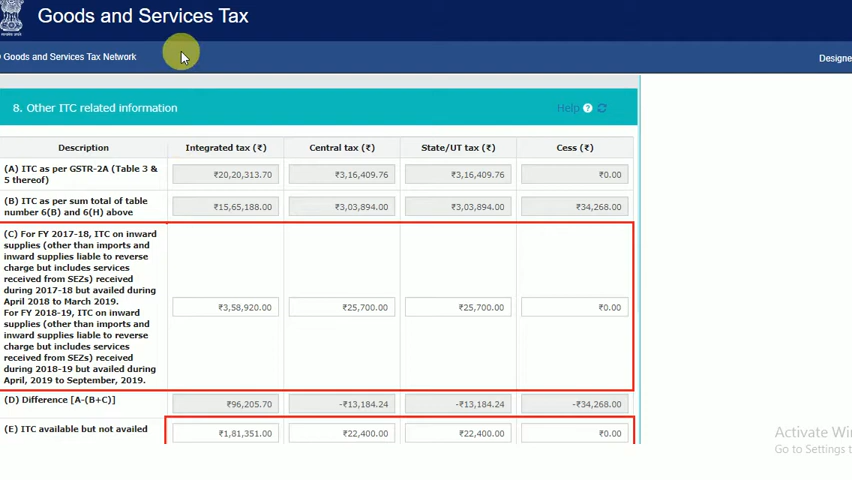 Goods and Services Tax
Goods and Services Tax Network
Designe
8. Other ITC related information
Help ?
Description Integrated tax (₹) Central tax (₹) State/UT tax (₹) Cess (₹)
(A) ITC as per GSTR-2A (Table 3 &
5 thereof)
₹20,20,313.70 ₹3,16,409.76 ₹3,16,409.76 ₹0.00
(B) ITC as per sum total of table
number 6(B) and 6(H) above
₹15,65,188.00 ₹3,03,894.00 ₹3,03,894.00 ₹34,268.00
(C) For FY 2017-18, ITC on inward
supplies (other than imports and
inward supplies liable to reverse
charge but includes services
received from SEZs) received
during 2017-18 but availed during
April 2018 to March 2019.
For FY 2018-19, ITC on inward
supplies (other than imports and
inward supplies liable to reverse
charge but includes services
received from SEZs) received
during 2018-19 but availed during
April, 2019 to September, 2019.
₹3,58,920.00 ₹25,700.00 ₹25,700.00 ₹0.00
(D) Difference [A-(B+C)] ₹96,205.70 -₹13,184.24 -₹13,184.24 -₹34,268.00
(E) ITC available but not availed ₹1,81,351.00 ₹22,400.00 ₹22,400.00 ₹0.00
Activate Win
Go to Settings t